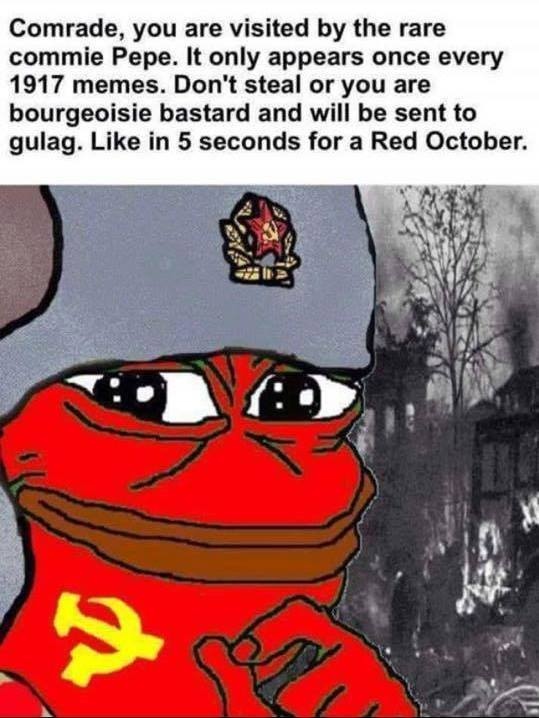 Comrade, you are visited by the rare
commie Pepe. It only appears once every
1917 memes. Don't steal or you are
bourgeoisie bastard and will be sent to
gulag. Like in 5 seconds for a Red October.